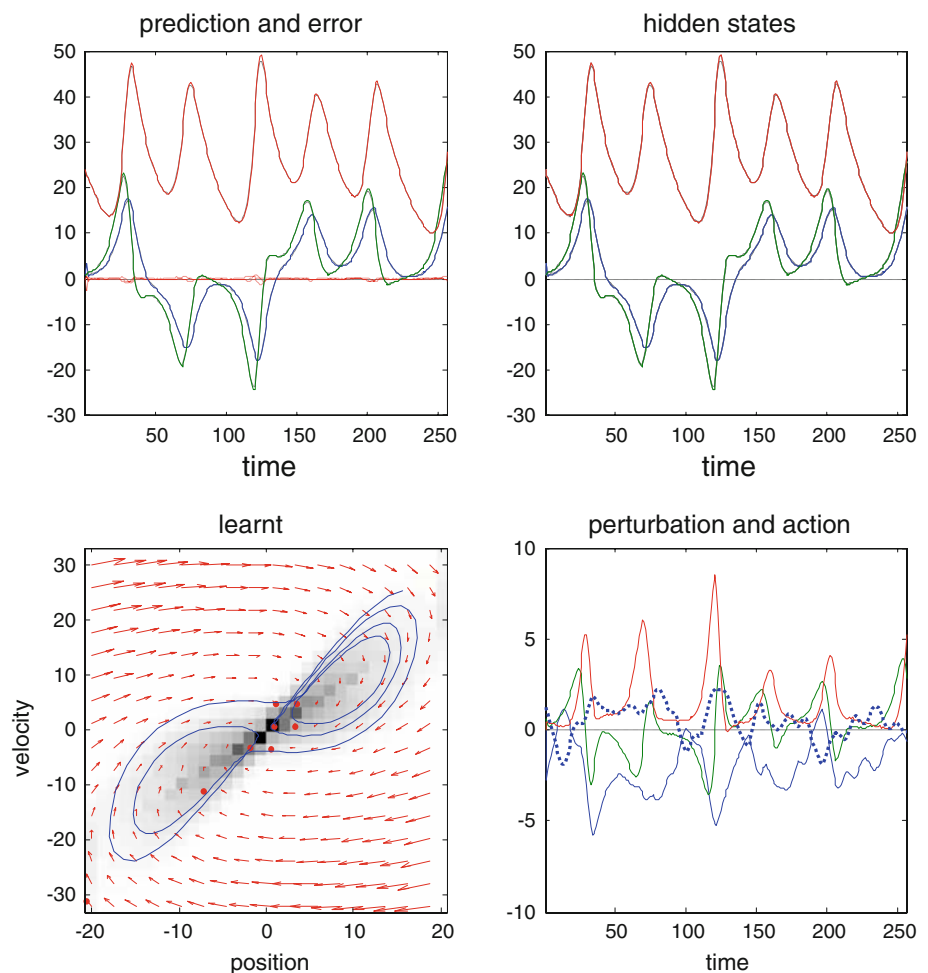 prediction and error
50
40
30
20
10
0
-10
-20
-30
50 100 150 200 250
time
hidden states
50
40
30
20
10
0
-10
-20
-30
50 100 150 200 250
time
learnt
30
20
10
0
-10
-20
-30
velocity
-20 -10 0 10 20
position
perturbation and action
10
5
0
-5
-10
50 100 150 200 250
time